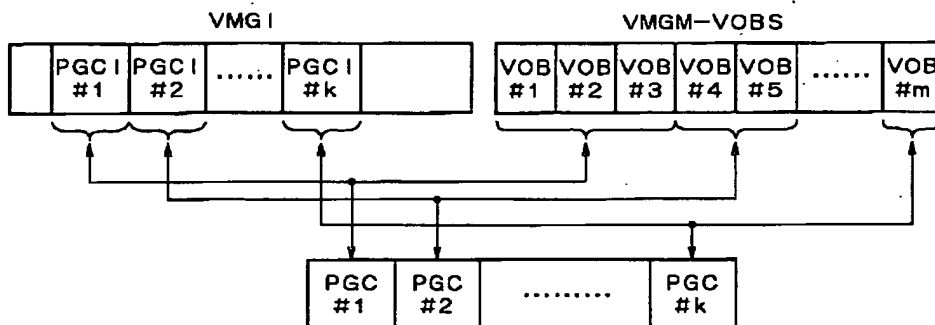 VMGI
VMGM-VOBS
PGCI #1 PGCI #2 ...... PGCI #k
VOB #1 VOB #2 VOB #3 VOB #4 VOB #5 ...... VOB #m
PGC #1 PGC #2 ......... PGC #k